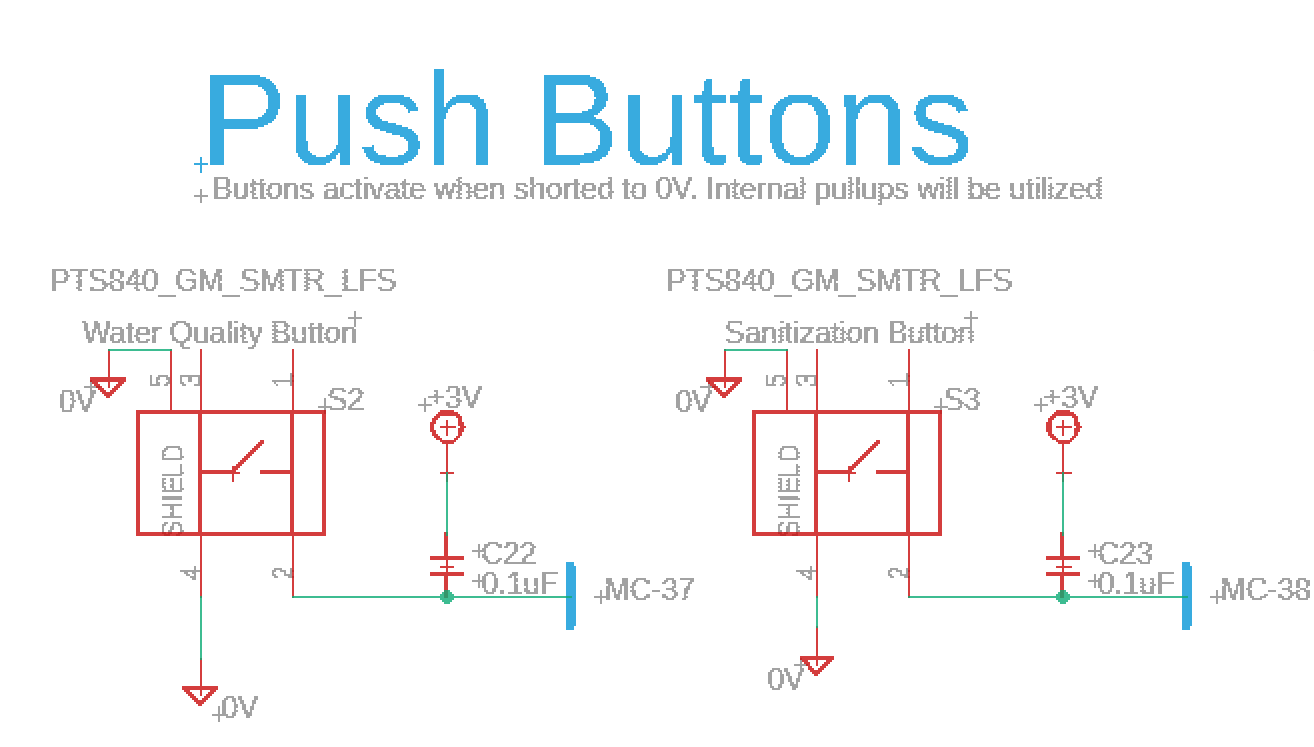 Push Buttons
Buttons activate when shorted to 0V. Internal pullups will be utilized
PTS840_GM_SMTR_LFS
Water Quality Button
0V
5
3
1
S2
+3V
SHIELD
4
2
C22
0.1uF
MC-37
0V
PTS840_GM_SMTR_LFS
Sanitization Button
0V
5
3
1
S3
+3V
SHIELD
4
2
C23
0.1uF
MC-38
0V